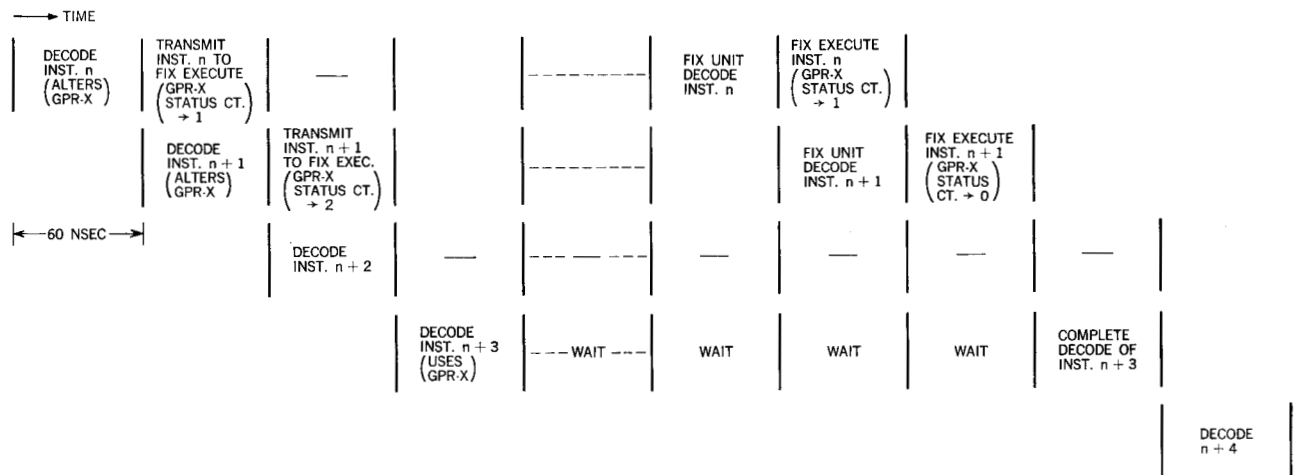 TIME
DECODE
INST. n
(ALTERS
GPR-X)
TRANSMIT
INST. n TO
FIX EXECUTE
(GPR-X
STATUS CT.
→ 1)
—
FIX UNIT
DECODE
INST. n
FIX EXECUTE
INST. n
(GPR-X
STATUS CT.
→ 1)
DECODE
INST. n + 1
(ALTERS
GPR-X)
TRANSMIT
INST. n + 1
TO FIX EXEC.
(GPR-X
STATUS CT.
→ 2)
FIX UNIT
DECODE
INST. n + 1
FIX EXECUTE
INST. n + 1
(GPR-X
STATUS
CT. → 0)
60 NSEC
DECODE
INST. n + 2
— — — — — —
DECODE
INST. n + 3
(USES
GPR-X)
---WAIT---
WAIT
WAIT
WAIT
COMPLETE
DECODE OF
INST. n + 3
DECODE
n + 4